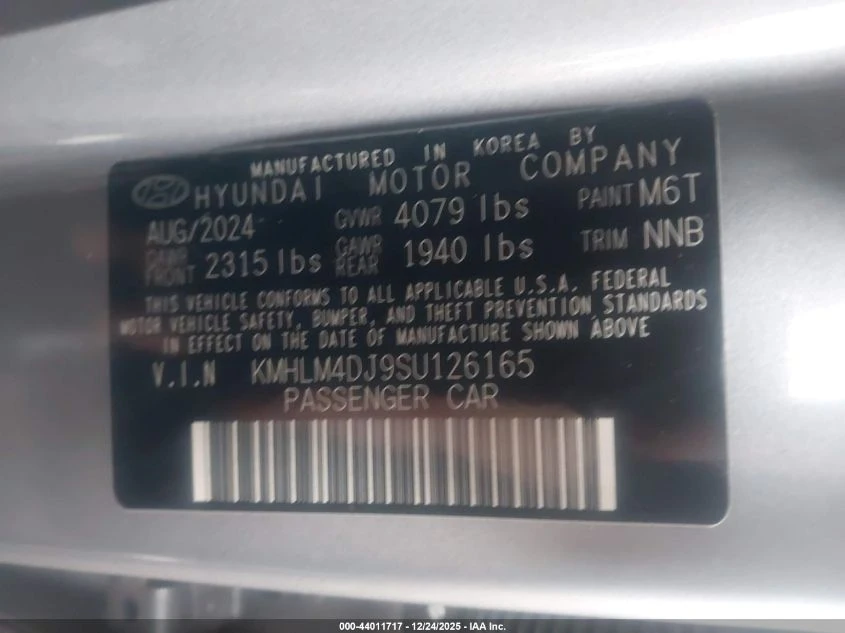 MANUFACTURED IN KOREA BY
HYUNDAI MOTOR COMPANY
AUG/2024 GVWR 4079 lbs PAINT M6T
GAWR FRONT 2315 lbs GAWR REAR 1940 lbs TRIM NNB
THIS VEHICLE CONFORMS TO ALL APPLICABLE U.S.A. FEDERAL
MOTOR VEHICLE SAFETY, BUMPER, AND THEFT PREVENTION STANDARDS
IN EFFECT ON THE DATE OF MANUFACTURE SHOWN ABOVE
V.I.N KMHLM4DJ9SU126165
PASSENGER CAR
000-44011717 - 12/24/2025 - IAA Inc.